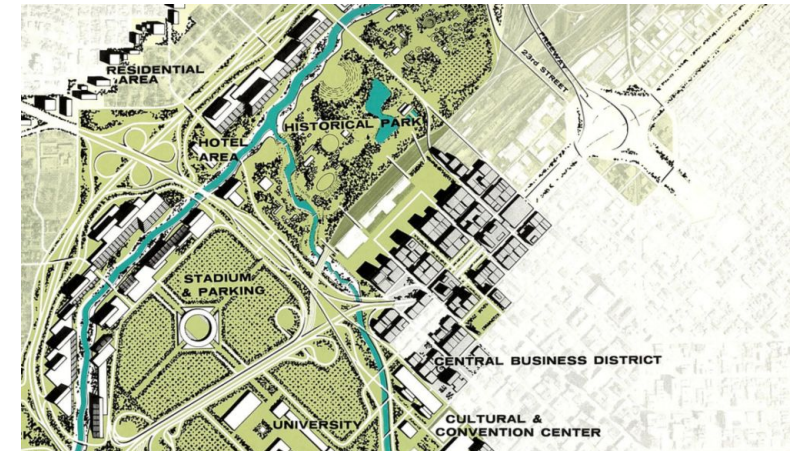 FREEWAY
23RD STREET
RESIDENTIAL
AREA
HISTORICAL PARK
HOTEL
AREA
STADIUM
& PARKING
CENTRAL BUSINESS DISTRICT
UNIVERSITY
CULTURAL &
CONVENTION CENTER